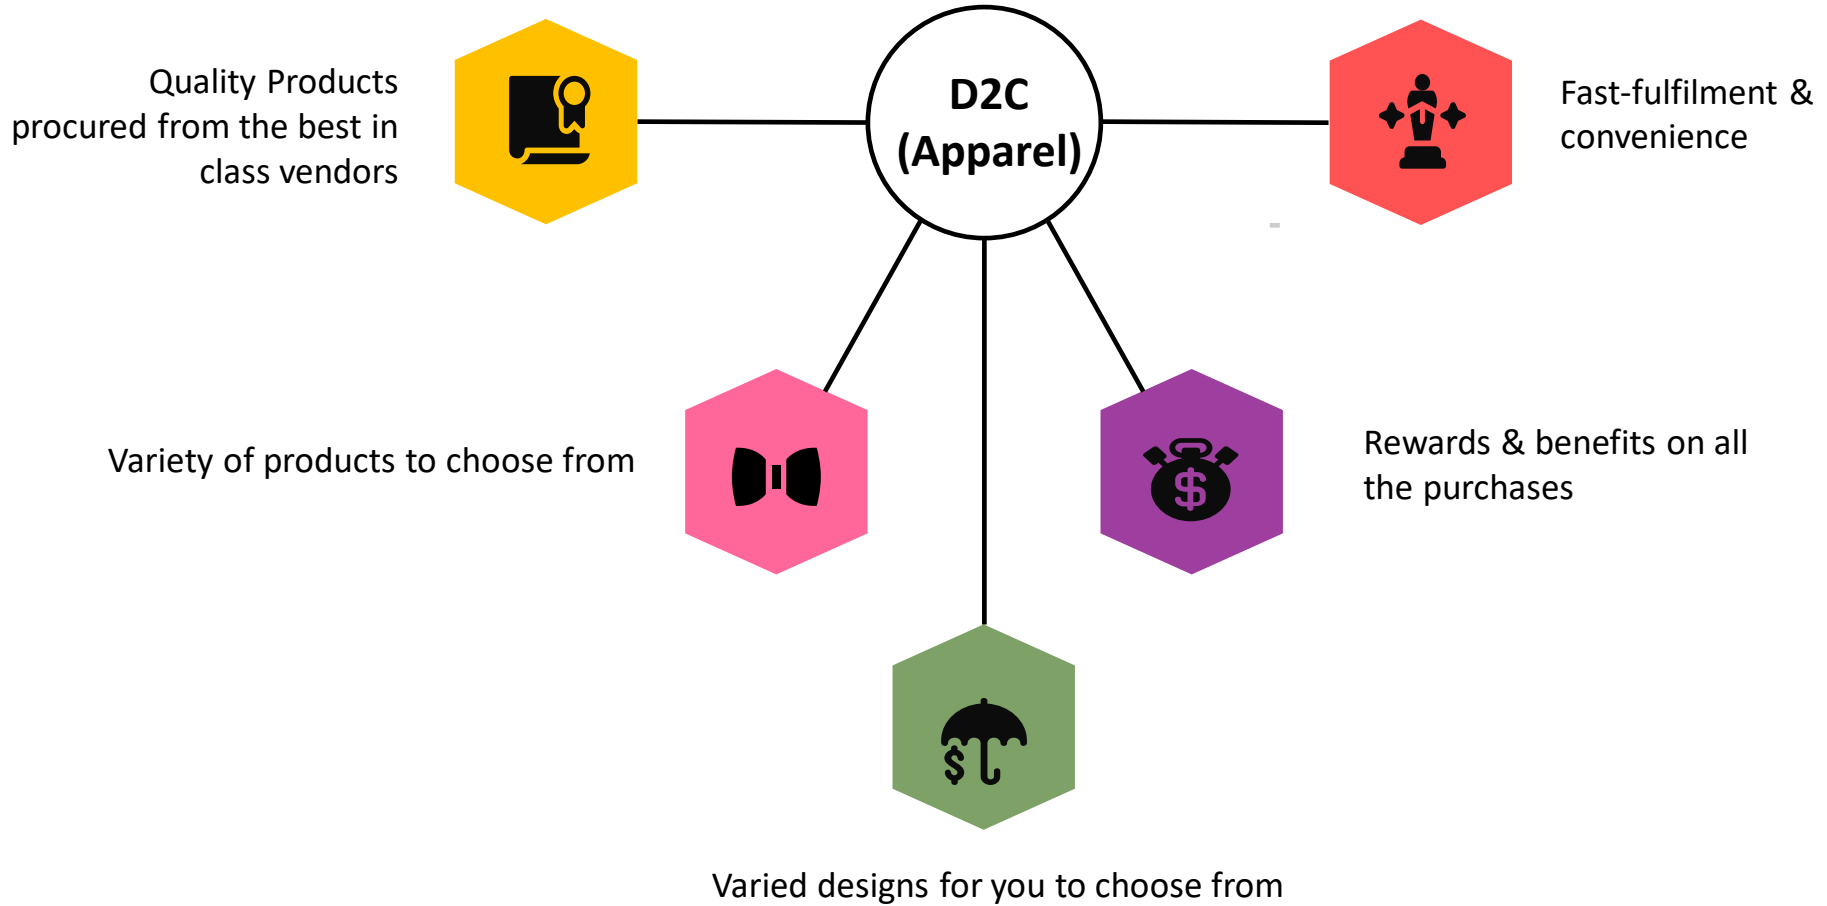 Quality Products
procured from the best in
class vendors
D2C
(Apparel)
Fast-fulfilment &
convenience
Variety of products to choose from
$
Rewards & benefits on all
the purchases
$
Varied designs for you to choose from